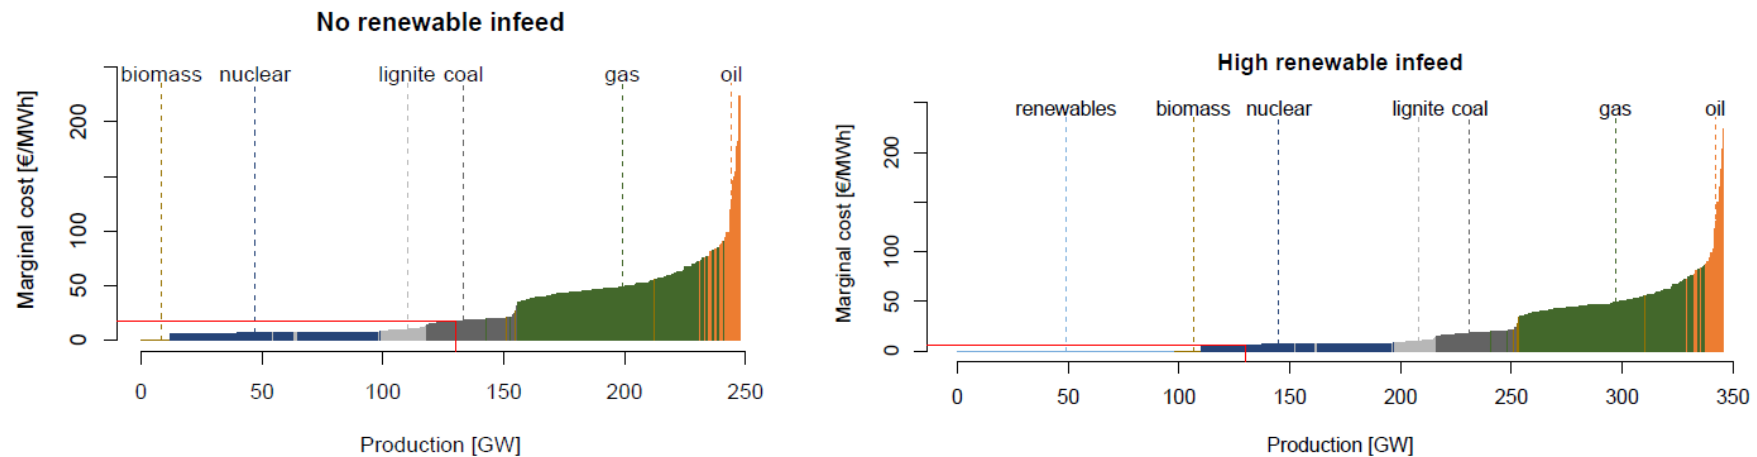 No renewable infeed
biomass nuclear lignite coal gas oil
Marginal cost [€/MWh]
200
100
50
0
0 50 100 150 200 250
Production [GW]
High renewable infeed
renewables biomass nuclear lignite coal gas oil
Marginal cost [€/MWh]
200
100
50
0
0 50 100 150 200 250 300 350
Production [GW]